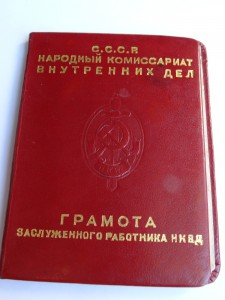 С.С.С.Р.
НАРОДНЫЙ КОМИССАРИАТ
ВНУТРЕННИХ ДЕЛ
ГРАМОТА
ЗАСЛУЖЕННОГО РАБОТНИКА НКВД